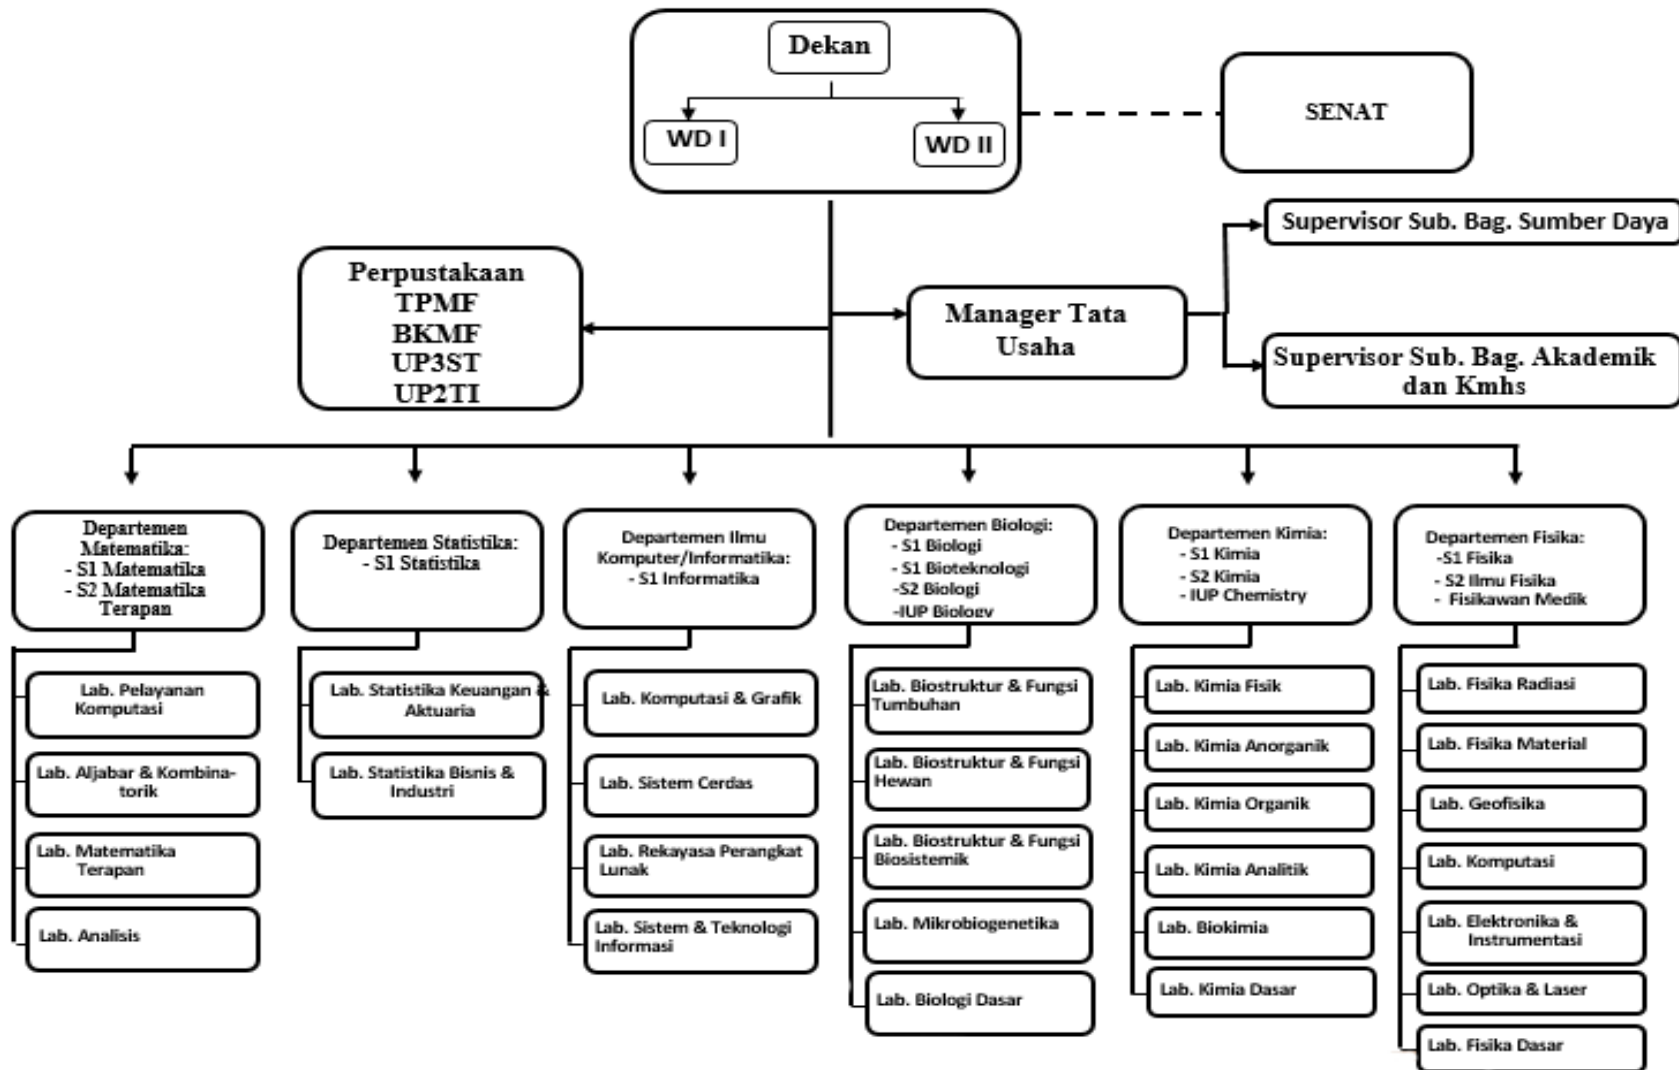 Dekan
WD I
WD II
SENAT
Supervisor Sub. Bag. Sumber Daya
Perpustakaan
TPMF
BKMF
UP3ST
UP2TI
Manager Tata
Usaha
Supervisor Sub. Bag. Akademik
dan Kmhs
Departemen
Matematika:
- S1 Matematika
- S2 Matematika
Terapan
Lab. Pelayanan
Komputasi
Lab. Aljabar & Kombina-
torik
Lab. Matematika
Terapan
Lab. Analisis
Departemen Statistika:
- S1 Statistika
Lab. Statistika Keuangan &
Aktuaria
Lab. Statistika Bisnis &
Industri
Departemen Ilmu
Komputer/Informatika:
- S1 Informatika
Lab. Komputasi & Grafik
Lab. Sistem Cerdas
Lab. Rekayasa Perangkat
Lunak
Lab. Sistem & Teknologi
Informasi
Departemen Biologi:
- S1 Biologi
- S1 Bioteknologi
-S2 Biologi
-IUP Biology
Lab. Biostruktur & Fungsi
Tumbuhan
Lab. Biostruktur & Fungsi
Hewan
Lab. Biostruktur & Fungsi
Biosistemik
Lab. Mikrobiogenetika
Lab. Biologi Dasar
Departemen Kimia:
- S1 Kimia
- S2 Kimia
- IUP Chemistry
Lab. Kimia Fisik
Lab. Kimia Anorganik
Lab. Kimia Organik
Lab. Kimia Analitik
Lab. Biokimia
Lab. Kimia Dasar
Departemen Fisika:
-S1 Fisika
- S2 Ilmu Fisika
- Fisikawan Medik
Lab. Fisika Radiasi
Lab. Fisika Material
Lab. Geofisika
Lab. Komputasi
Lab. Elektronika &
Instrumentasi
Lab. Optika & Laser
Lab. Fisika Dasar